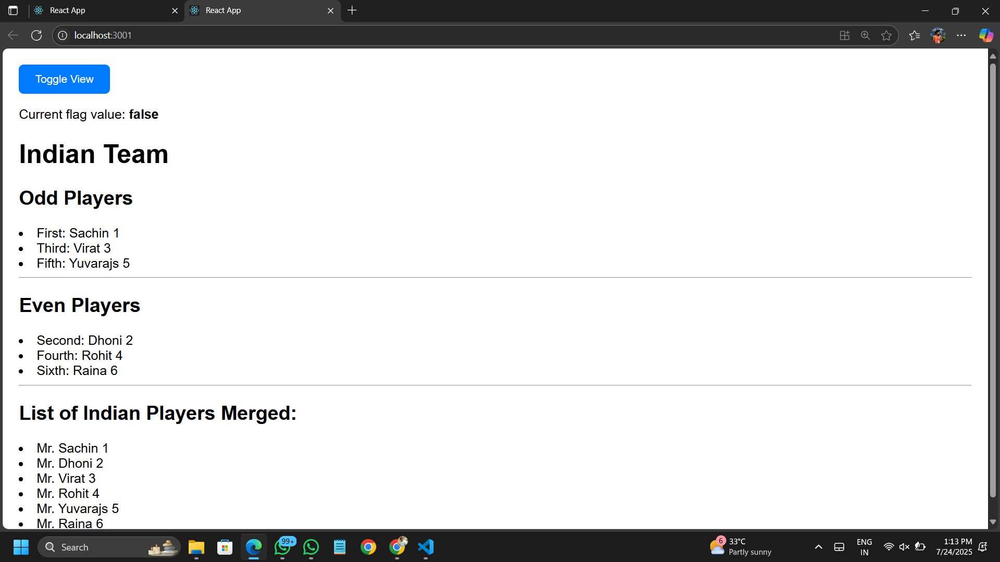 React App
React App
localhost:3001
Toggle View
Current flag value: false
Indian Team
Odd Players
First: Sachin 1
Third: Virat 3
Fifth: Yuvarajs 5
Even Players
Second: Dhoni 2
Fourth: Rohit 4
Sixth: Raina 6
List of Indian Players Merged:
Mr. Sachin 1
Mr. Dhoni 2
Mr. Virat 3
Mr. Rohit 4
Mr. Yuvarajs 5
Mr. Raina 6
Search
99+
6
33°C
Partly sunny
ENG
IN
1:13 PM
7/24/2025